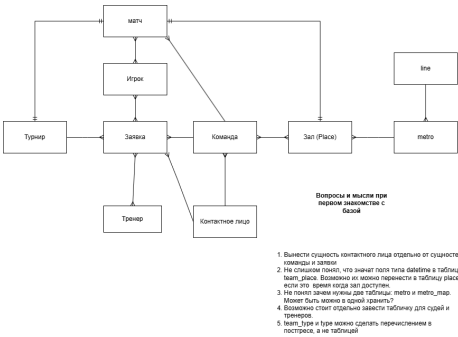 матч
line
Игрок
Турнир
Заявка
Команда
Зал (Place)
metro
Тренер
Контактное лицо
Вопросы и мысли при
первом знакомстве с
базой
1. Вынести сущность контактного лица отдельно от сущносте
команды и заявки
2. Не слишком понял, что значат поля типа datetime в таблиц
team_place. Возможно их можно перенести в таблицу place
если это время когда зал доступен.
3. Не понял зачем нужны две таблицы: metro и metro_map.
Может быть можно в одной хранить?
4. Возможно стоит отдельно завести табличку для судей и
тренеров.
5. team_type и type можно сделать перечислением в
постгресе, а не таблицей